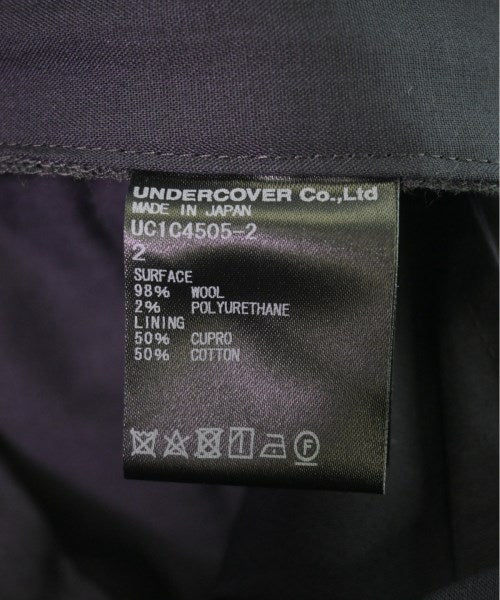 UNDERCOVER Co.,Ltd
MADE IN JAPAN
UC1C4505-2
2
SURFACE
98% WOOL
2% POLYURETHANE
LINING
50% CUPRO
50% COTTON
F